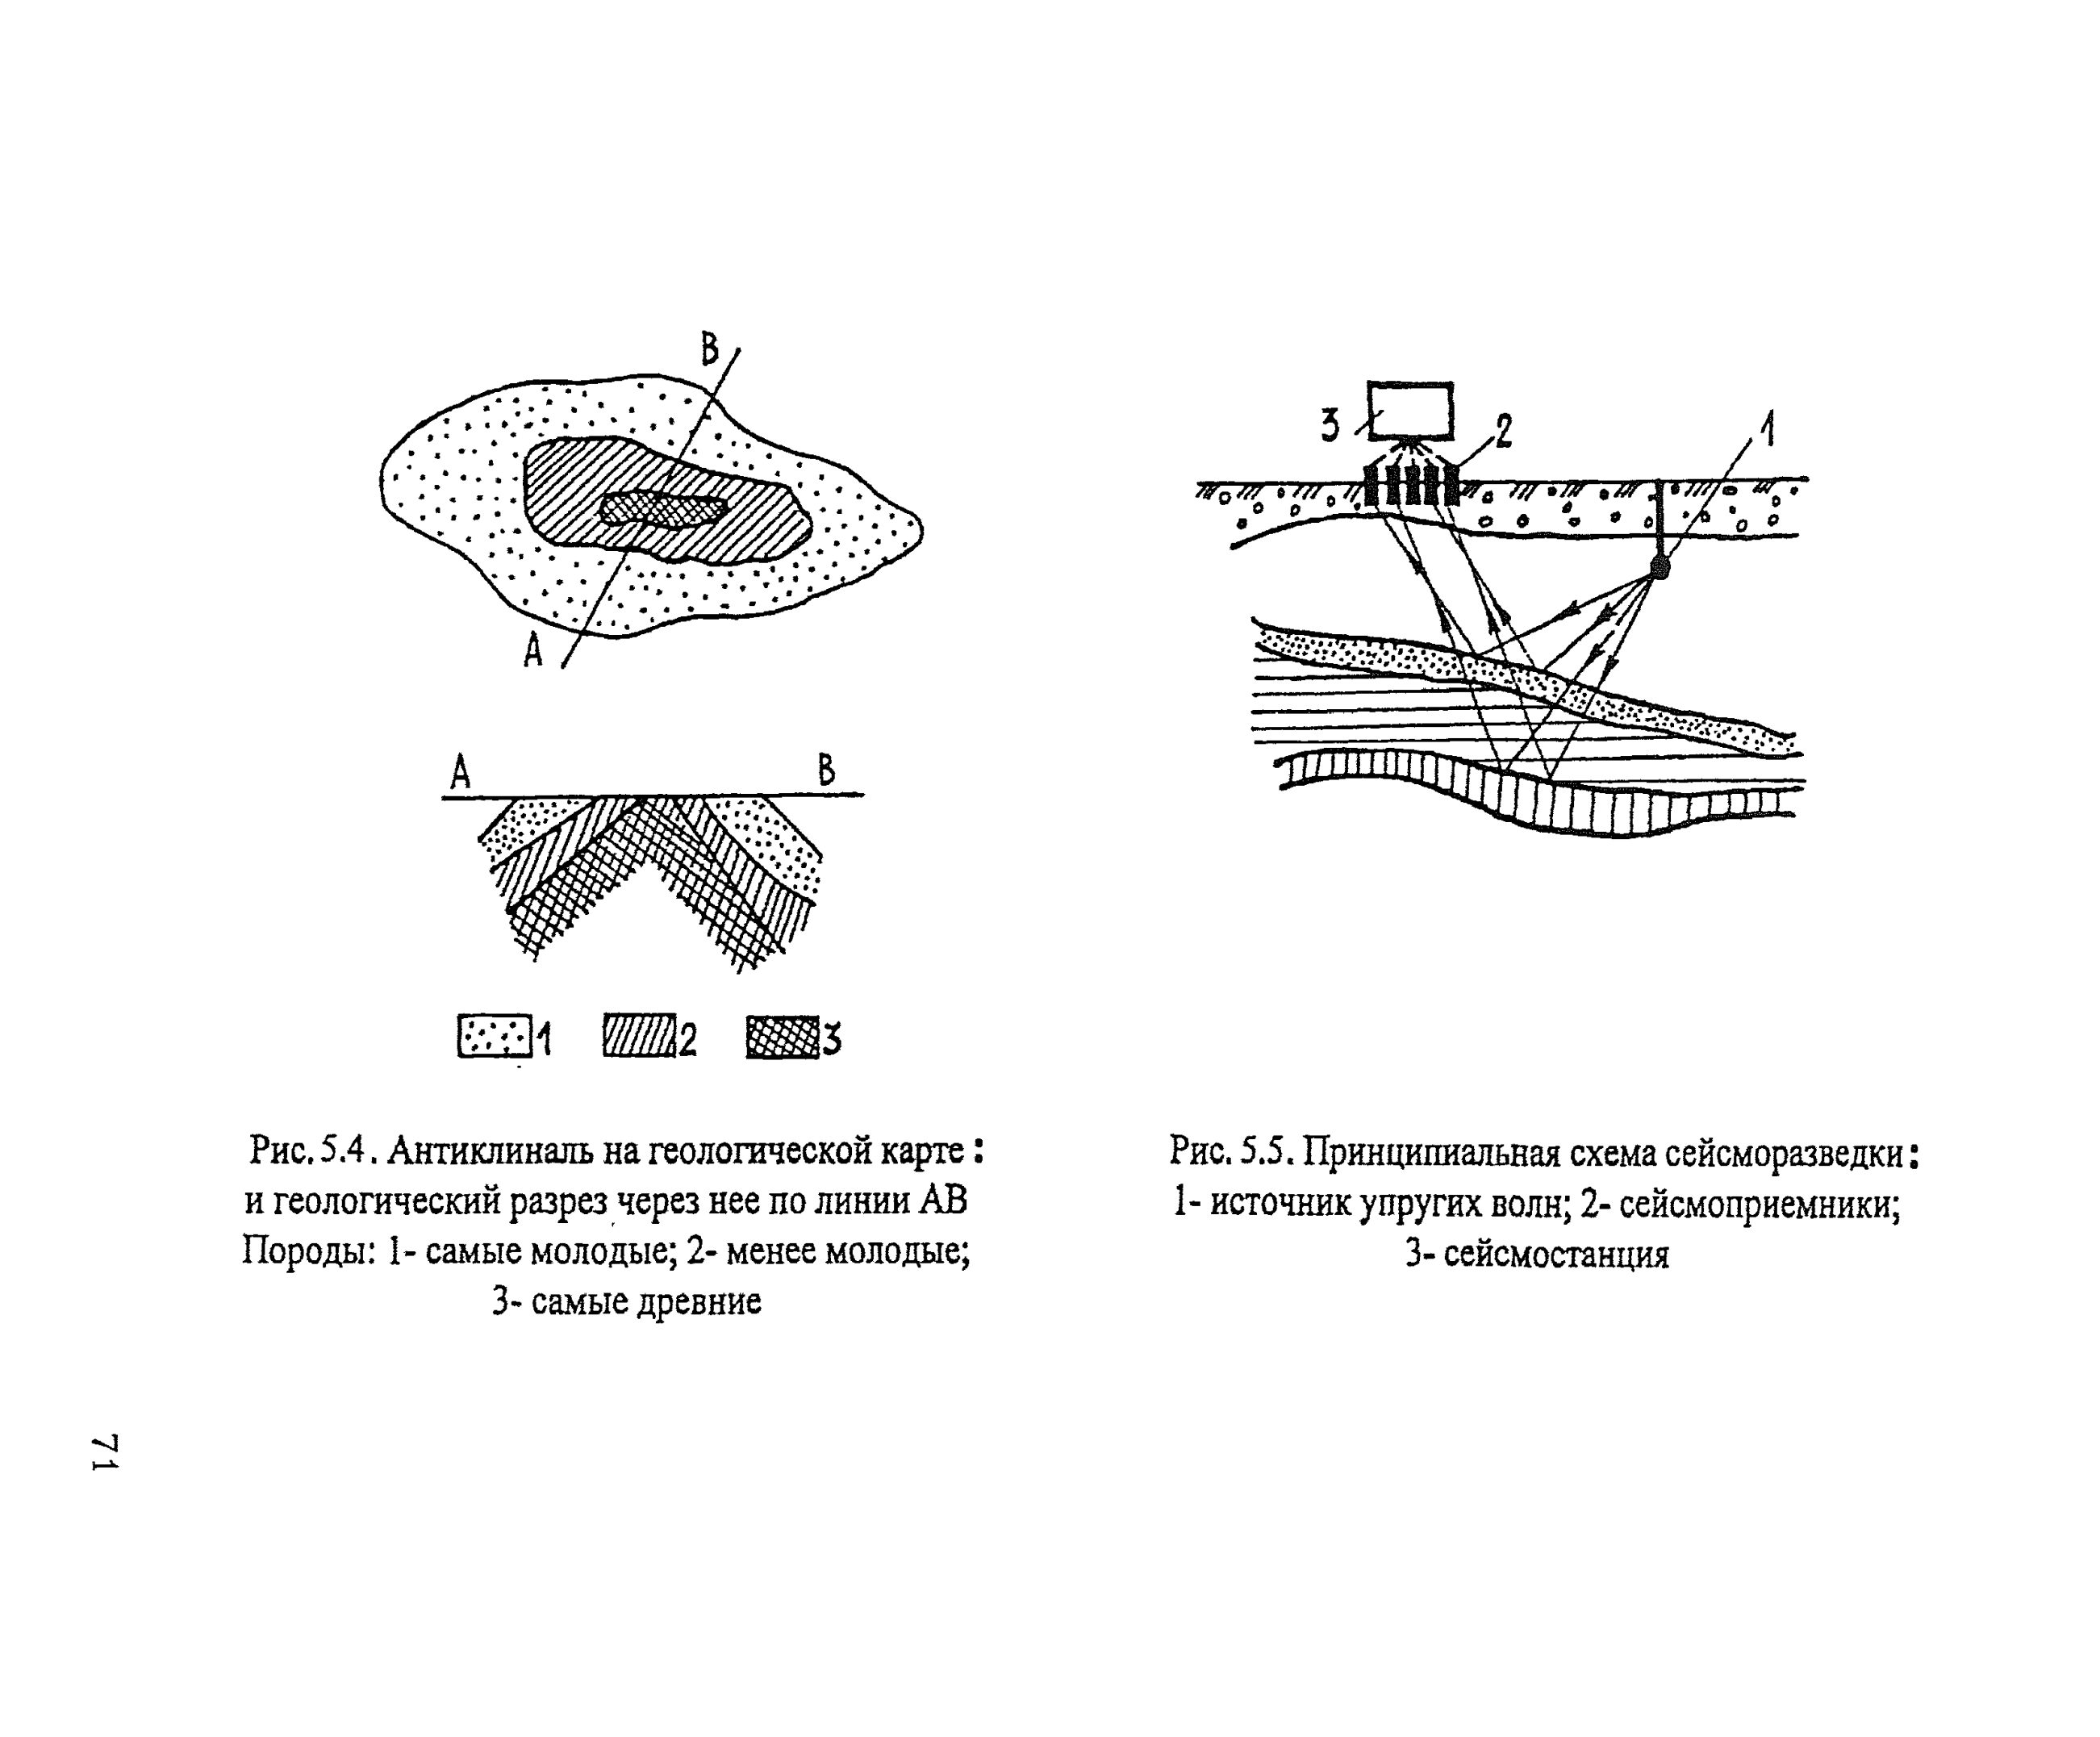 B
A
A
B
1
2
3
Рис. 5.4. Антиклиналь на геологической карте :
и геологический разрез через нее по линии АВ
Породы: 1- самые молодые; 2- менее молодые;
3- самые древние
3
2
1
Рис. 5.5. Принципиальная схема сейсморазведки :
1- источник упругих волн; 2- сейсмоприемники;
3- сейсмостанция
71